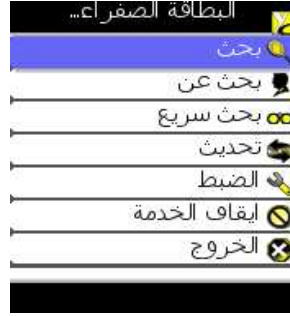 البطاقة الصفراء...
بحث
بحث عن
بحث سريع
تحديث
الضبط
ايقاف الخدمة
الخروج